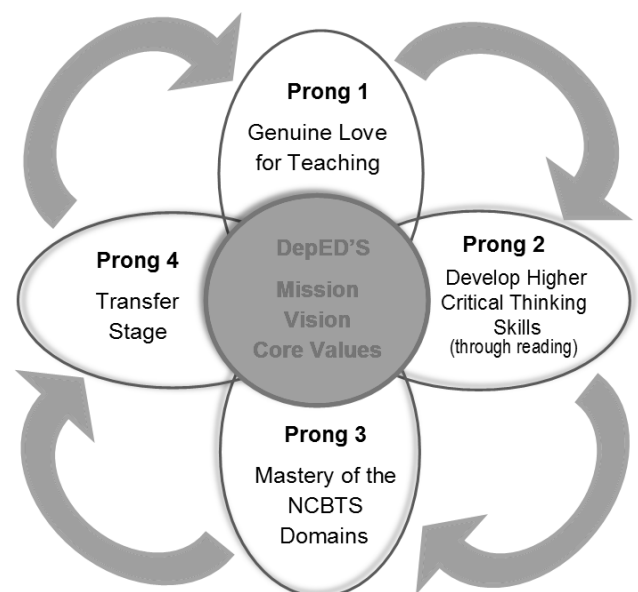 Prong 1
Genuine Love
for Teaching
DepED'S
Mission
Vision
Core Values
Prong 2
Develop Higher
Critical Thinking
Skills
(through reading)
Prong 3
Mastery of the
NCBTS
Domains
Prong 4
Transfer
Stage